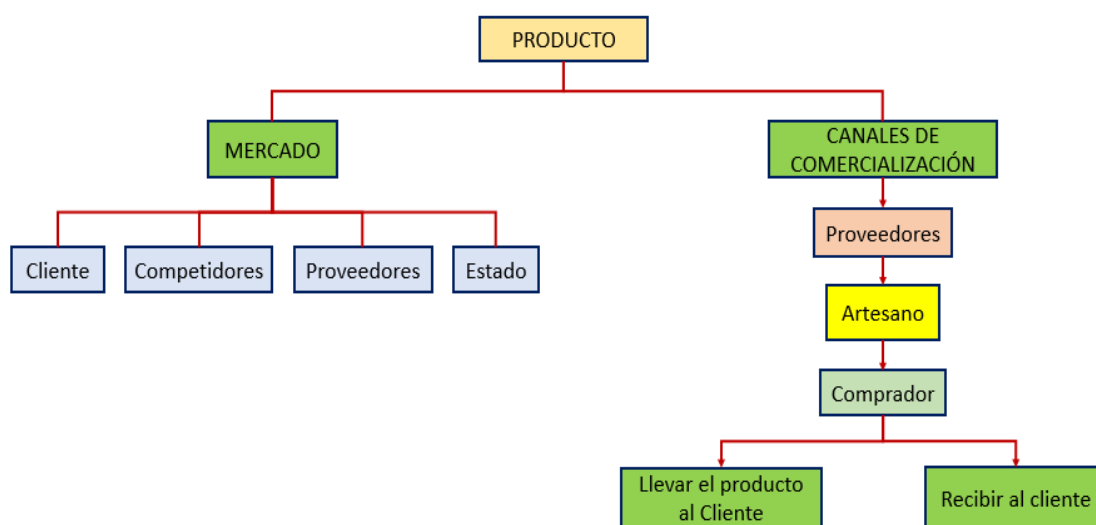 PRODUCTO
MERCADO
CANALES DE
COMERCIALIZACIÓN
Cliente
Competidores
Proveedores
Estado
Proveedores
Artesano
Comprador
Llevar el producto
al Cliente
Recibir al cliente